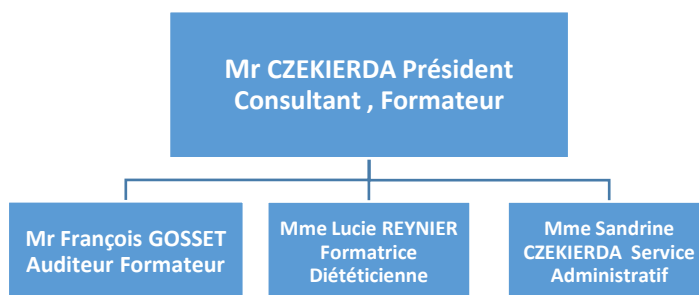 Mr CZEKIERDA Président
Consultant , Formateur
Mr François GOSSET
Auditeur Formateur
Mme Lucie REYNIER
Formatrice
Diététicienne
Mme Sandrine
CZEKIERDA Service
Administratif